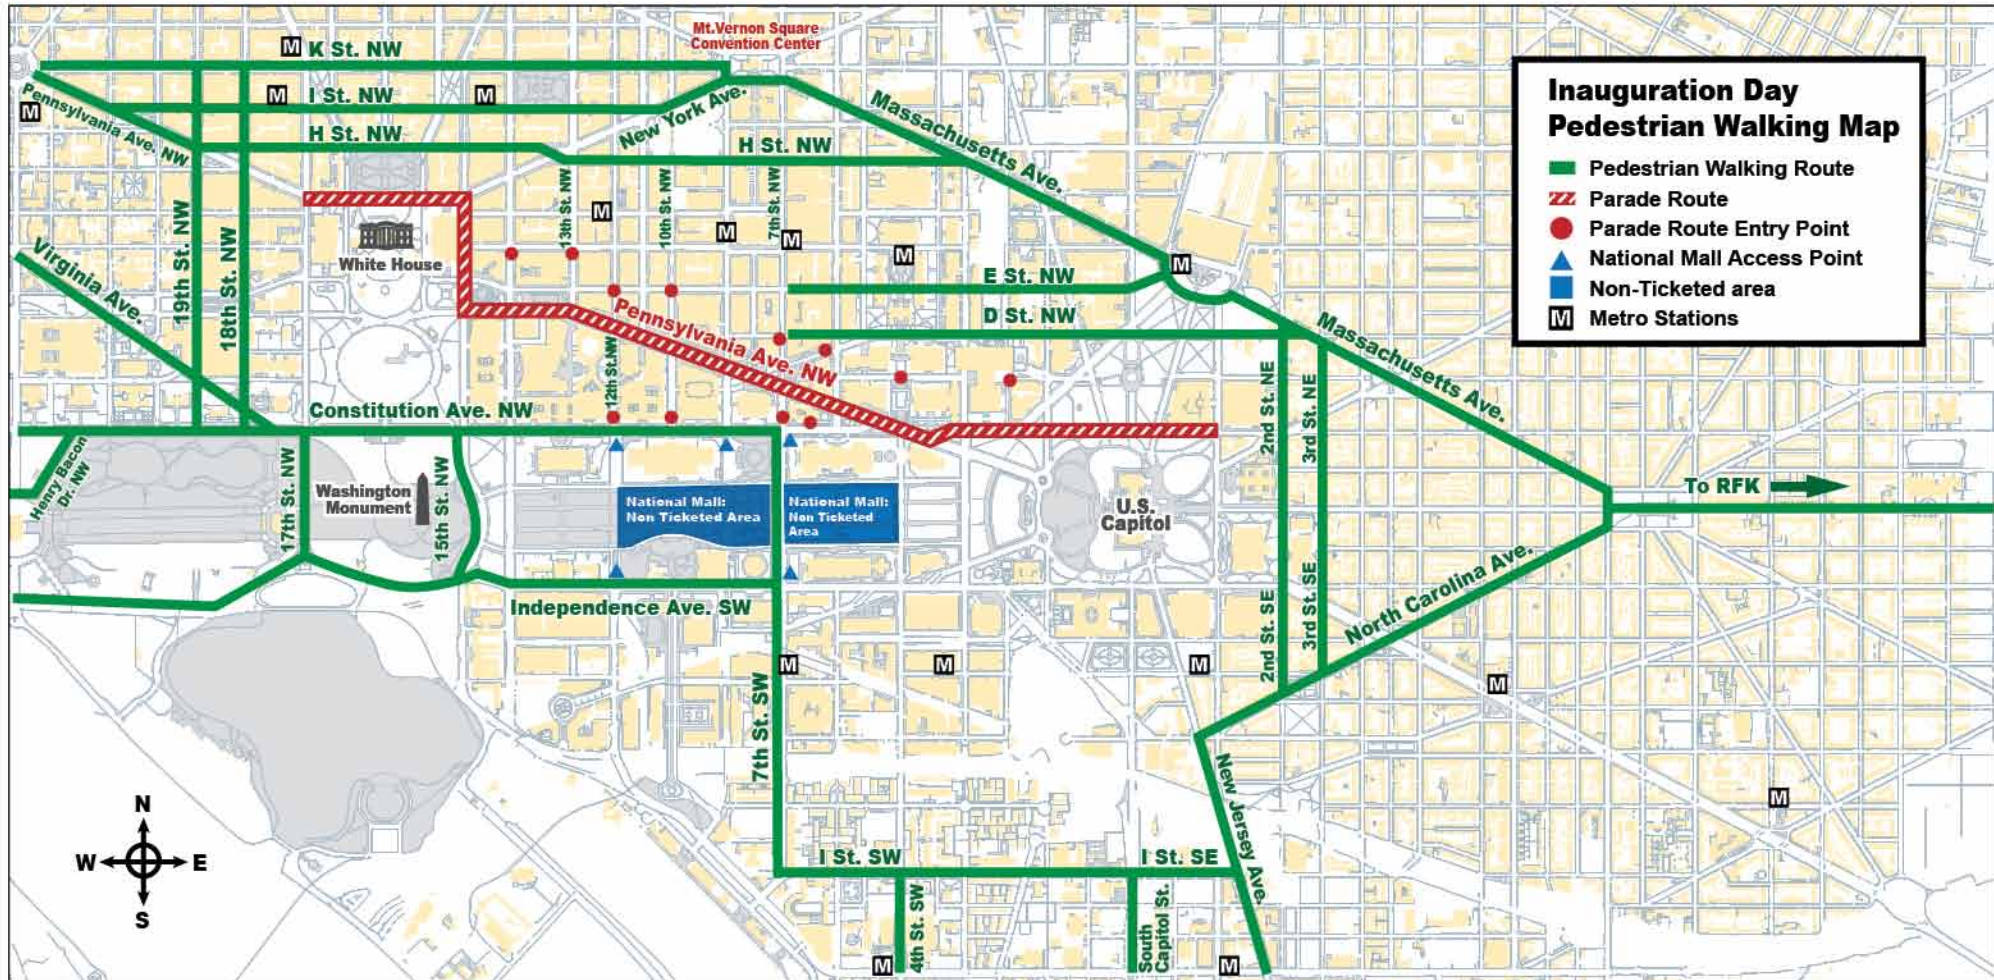 Mt.Vernon Square
Convention Center
M
K St. NW
Inauguration Day
Pedestrian Walking Map
Pedestrian Walking Route
Parade Route
Parade Route Entry Point
National Mall Access Point
Non-Ticketed area
M Metro Stations
M
M
M
I St. NW
Pennsylvania Ave. NW
New York Ave.
Massachusetts Ave.
H St. NW
H St. NW
19th St. NW
18th St. NW
13th St. NW
10th St. NW
7th St. NW
M
M
M
M
M
White House
Virginia Ave.
E St. NW
D St. NW
Pennsylvania Ave. NW
12th St. NW
Massachusetts Ave.
2nd St. NE
3rd St. NE
Constitution Ave. NW
Henry Bacon
Dr. NW
17th St. NW
Washington
Monument
15th St. NW
National Mall:
Non Ticketed Area
National Mall:
Non Ticketed
Area
U.S.
Capitol
To RFK
Independence Ave. SW
2nd St. SE
3rd St. SE
North Carolina Ave.
M
M
M
M
7th St. SW
New Jersey Ave.
M
N
W
E
S
I St. SW
I St. SE
4th St. SW
South
Capitol St.
M
M